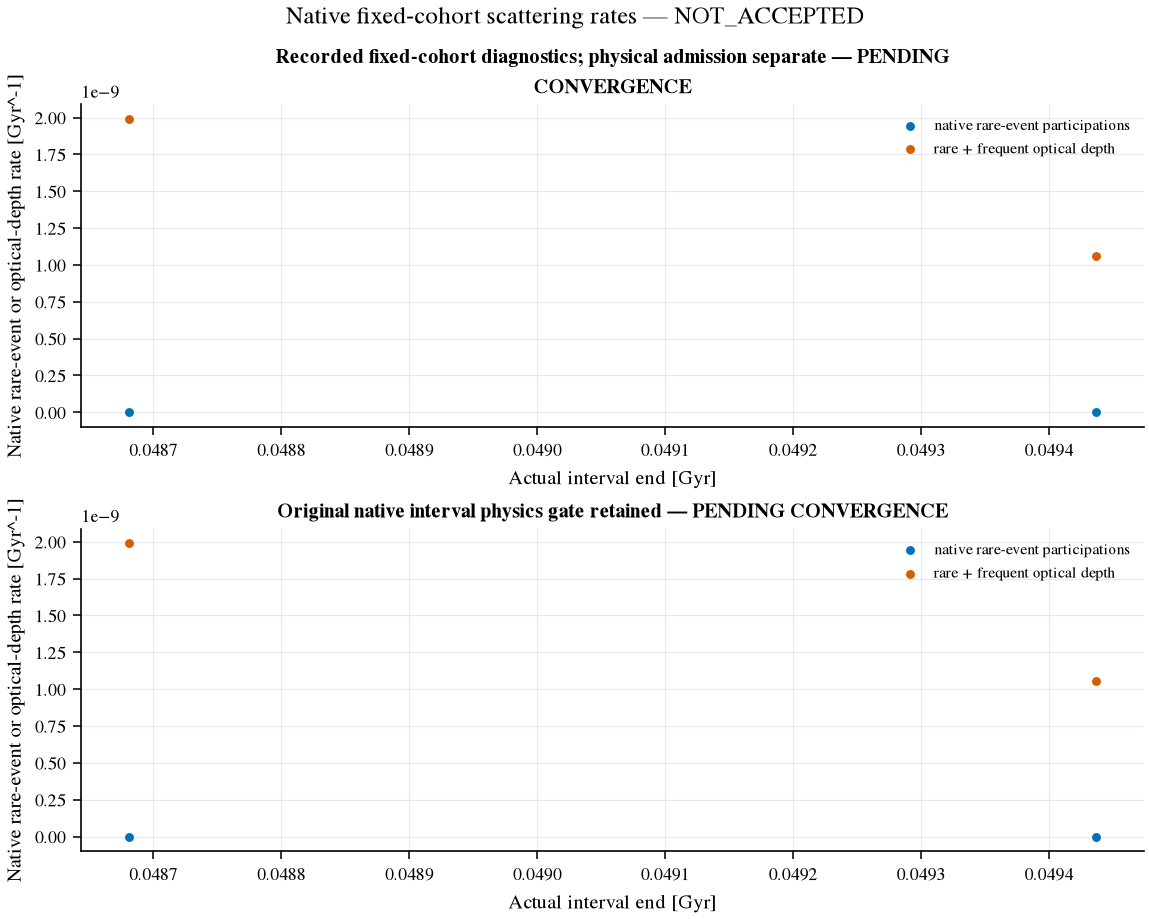 Native fixed-cohort scattering rates — NOT_ACCEPTED
Recorded fixed-cohort diagnostics; physical admission separate — PENDING
CONVERGENCE
1e−9
Native rare-event or optical-depth rate [Gyr^-1]
2.00
1.75
1.50
1.25
1.00
0.75
0.50
0.25
0.00
native rare-event participations
rare + frequent optical depth
0.0487 0.0488 0.0489 0.0490 0.0491 0.0492 0.0493 0.0494
Actual interval end [Gyr]
Original native interval physics gate retained — PENDING CONVERGENCE
1e−9
Native rare-event or optical-depth rate [Gyr^-1]
2.00
1.75
1.50
1.25
1.00
0.75
0.50
0.25
0.00
native rare-event participations
rare + frequent optical depth
0.0487 0.0488 0.0489 0.0490 0.0491 0.0492 0.0493 0.0494
Actual interval end [Gyr]